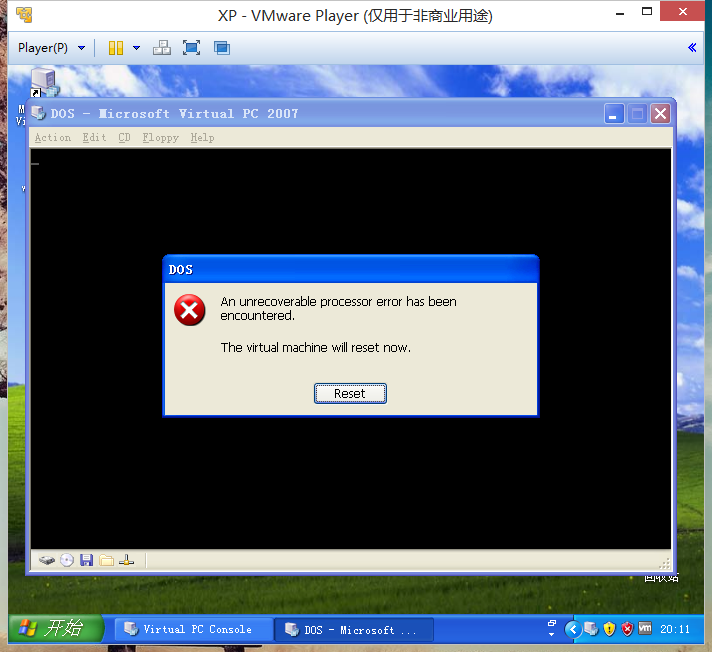 XP - VMware Player (仅用于非商业用途)
Player(P)
DOS - Microsoft Virtual PC 2007
Action Edit CD Floppy Help
DOS
An unrecoverable processor error has been
encountered.
The virtual machine will reset now.
Reset
回收站
开始
Virtual PC Console
DOS - Microsoft ...
vm
20:11